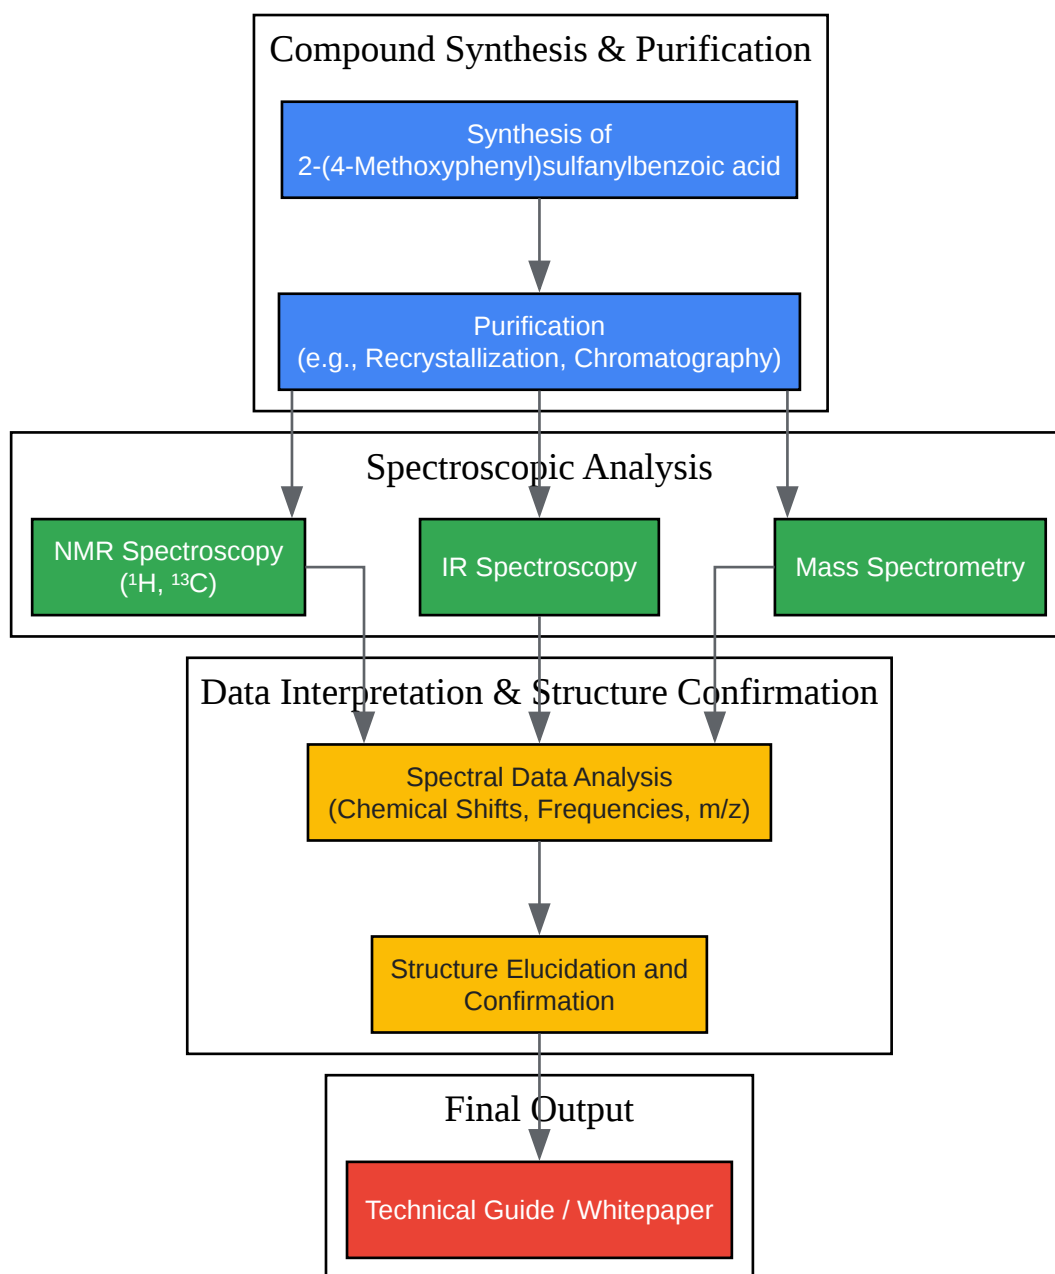 Compound Synthesis & Purification
Synthesis of
2-(4-Methoxyphenyl)sulfanylbenzoic acid
Purification
(e.g., Recrystallization, Chromatography)
Spectroscopic Analysis
NMR Spectroscopy
(¹H, ¹³C)
IR Spectroscopy
Mass Spectrometry
Data Interpretation & Structure Confirmation
Spectral Data Analysis
(Chemical Shifts, Frequencies, m/z)
Structure Elucidation and
Confirmation
Final Output
Technical Guide / Whitepaper